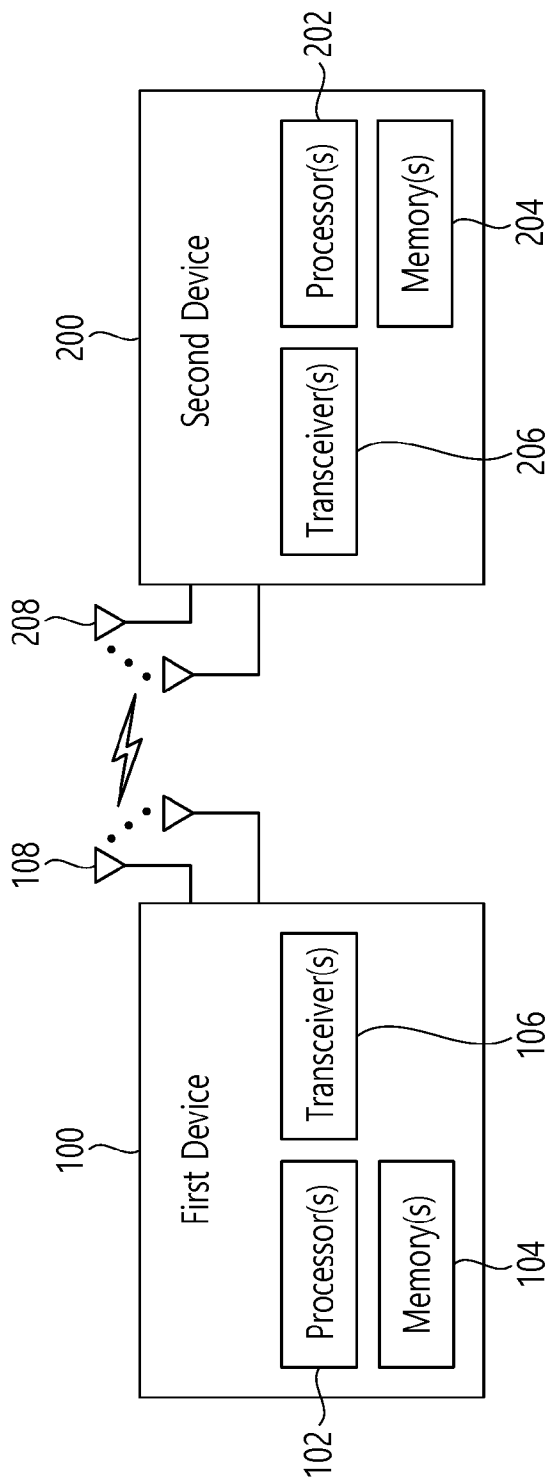 100
First Device
Processor(s)
Transceiver(s)
Memory(s)
102
104
106
108
208
200
Second Device
Transceiver(s)
Processor(s)
Memory(s)
206
202
204